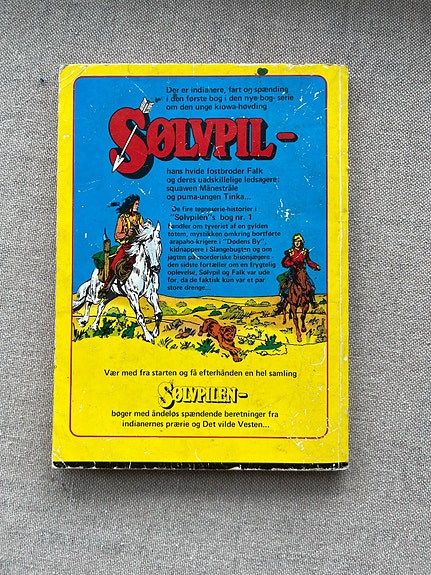 Der er indianere, fart og spænding
i den første bog i den nye bog-serie
om den unge kiowa-høvding
SØLVPIL-
hans hvide fostbroder Falk
og deres uadskillelige ledsagere:
squawen Månestråle
og puma-ungen Tinka...
De fire tegneserie-historier i
"Sølvpilen"s bog nr. 1
handler om tyveriet af en gylden
totem, mystikken omkring bortførte
arapaho-krigere i "Dødens By",
kidnappere i Slangebugten og om
jagten på morderiske bisonjægere -
den sidste fortæller om en frygtelig
oplevelse, Sølvpil og Falk var ude
for, da de faktisk kun var et par
store drenge...
Vær med fra starten og få efterhånden en hel samling
SØLVPILEN-
bøger med åndeløs spændende beretninger fra
indianernes prærie og Det vilde Vesten...